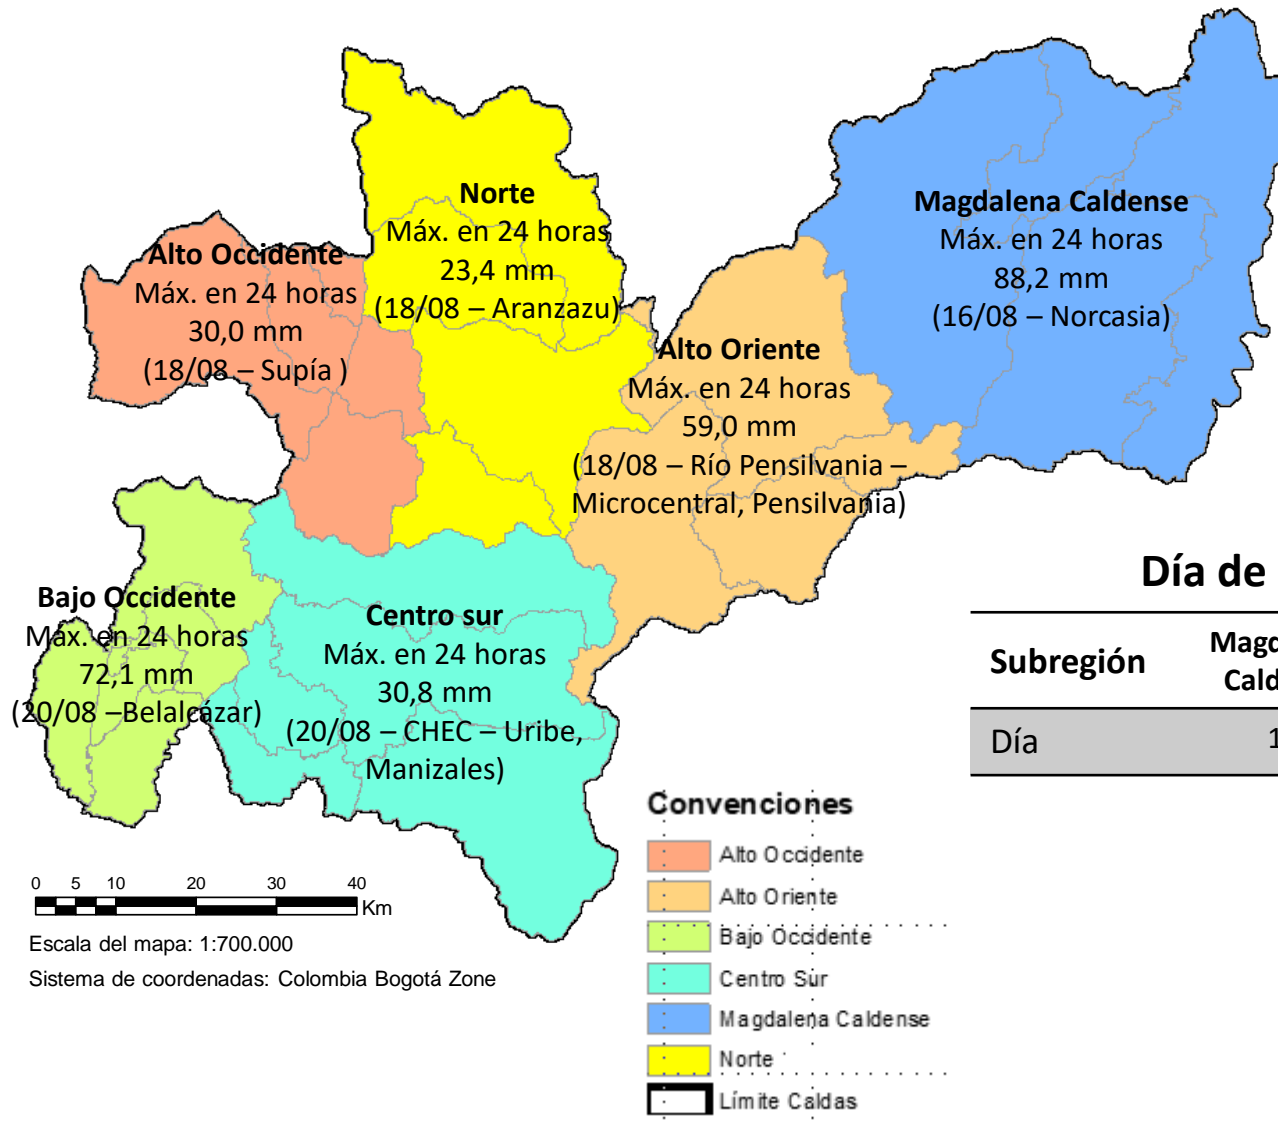 Norte
Máx. en 24 horas
23,4 mm
(18/08 – Aranzazu)
Magdalena Caldense
Máx. en 24 horas
88,2 mm
(16/08 – Norcasia)
Alto Occidente
Máx. en 24 horas
30,0 mm
(18/08 – Supía )
Alto Oriente
Máx. en 24 horas
59,0 mm
(18/08 – Río Pensilvania –
Microcentral, Pensilvania)
Bajo Occidente
Máx. en 24 horas
72,1 mm
(20/08 –Belalcázar)
Centro sur
Máx. en 24 horas
30,8 mm
(20/08 – CHEC – Uribe,
Manizales)
Día de
Subregión
Día
0 5 10 20 30 40
Km
Escala del mapa: 1:700.000
Sistema de coordenadas: Colombia Bogotá Zone
Convenciones
Alto Occidente
Alto Oriente
Bajo Occidente
Centro Sur
Magdalena Caldense
Norte
Límite Caldas